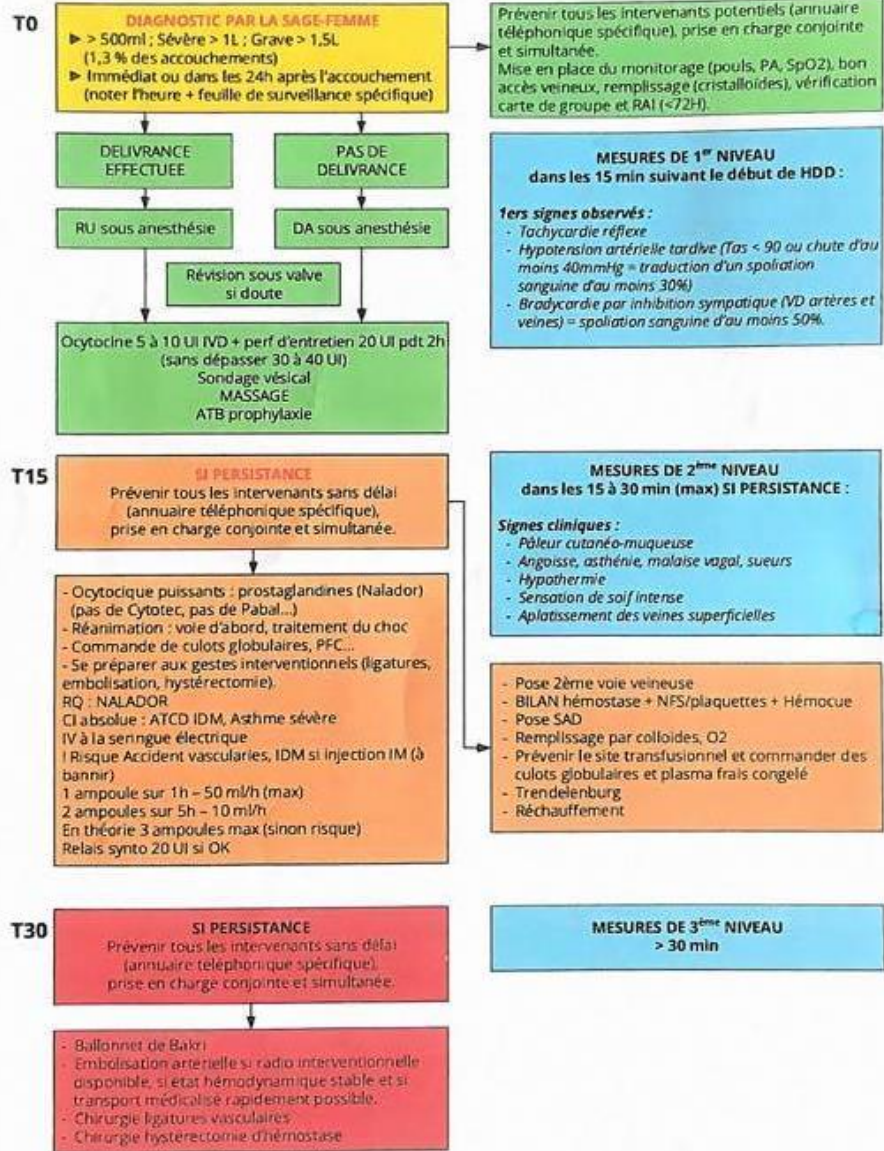 T0
DIAGNOSTIC PAR LA SAGE-FEMME
► > 500ml ; Sévère > 1L ; Grave > 1,5L
(1,3 % des accouchements)
► Immédiat ou dans les 24h après l'accouchement
(noter l'heure + feuille de surveillance spécifique)
Prévenir tous les intervenants potentiels (annuaire
téléphonique spécifique), prise en charge conjointe
et simultanée.
Mise en place du monitorage (pouls, PA, SpO2), bon
accès veineux, remplissage (cristalloïdes), vérification
carte de groupe et RAI (<72H).
DELIVRANCE
EFFECTUEE
PAS DE
DELIVRANCE
RU sous anesthésie
DA sous anesthésie
Révision sous valve
si doute
Ocytocine 5 à 10 UI IVD + perf d'entretien 20 UI pdt 2h
(sans dépasser 30 à 40 UI)
Sondage vésical
MASSAGE
ATB prophylaxie
MESURES DE 1er NIVEAU
dans les 15 min suivant le début de HDD :
1ers signes observés :
- Tachycardie réflexe
- Hypotension artérielle tardive (Tas < 90 ou chute d'au
moins 40mmHg = traduction d'un spoliation
sanguine d'au moins 30%)
- Bradycardie par inhibition sympatique (VD artères et
veines) = spoliation sanguine d'au moins 50%.
T15
SI PERSISTANCE
Prévenir tous les intervenants sans délai
(annuaire téléphonique spécifique),
prise en charge conjointe et simultanée.
- Ocytocique puissants : prostaglandines (Nalador)
(pas de Cytotec, pas de Pabal...)
- Réanimation : voie d'abord, traitement du choc
- Commande de culots globulaires, PFC...
- Se préparer aux gestes interventionnels (ligatures,
embolisation, hystérectomie).
RQ : NALADOR
CI absolue : ATCD IDM, Asthme sévère
IV à la seringue électrique
! Risque Accident vascularies, IDM si injection IM (à
bannir)
1 ampoule sur 1h – 50 ml/h (max)
2 ampoules sur 5h – 10 ml/h
En théorie 3 ampoules max (sinon risque)
Relais synto 20 UI si OK
MESURES DE 2ème NIVEAU
dans les 15 à 30 min (max) SI PERSISTANCE :
Signes cliniques :
- Pâleur cutanéo-muqueuse
- Angoisse, asthénie, malaise vagal, sueurs
- Hypothermie
- Sensation de soif intense
- Aplatissement des veines superficielles
- Pose 2ème voie veineuse
- BILAN hémostase + NFS/plaquettes + Hémocue
- Pose SAD
- Remplissage par colloïdes, O2
- Prévenir le site transfusionnel et commander des
culots globulaires et plasma frais congelé
- Trendelenburg
- Réchauffement
T30
SI PERSISTANCE
Prévenir tous les intervenants sans délai
(annuaire téléphonique spécifique),
prise en charge conjointe et simultanée.
- Ballonnet de Bakri
- Embolisation artérielle si radio interventionnelle
disponible, si état hémodynamique stable et si
transport médicalisé rapidement possible.
- Chirurgie ligatures vasculaires
- Chirurgie hystérectomie d'hémostase
MESURES DE 3ème NIVEAU
> 30 min